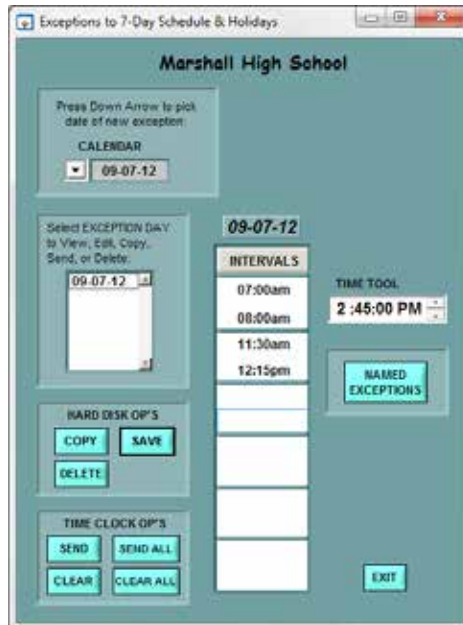 Exceptions to 7-Day Schedule & Holidays
Marshall High School
Press Down Arrow to pick
date of new exception
CALENDAR
09-07-12
Select EXCEPTION DAY
to View, Edit, Copy,
Send, or Delete:
09-07-12
HARD DISK OP'S
COPY SAVE
DELETE
TIME CLOCK OP'S
SEND SEND ALL
CLEAR CLEAR ALL
09-07-12
INTERVALS
07:00am
08:00am
11:30am
12:15pm
TIME TOOL
2 :45:00 PM
NAMED
EXCEPTIONS
EXIT